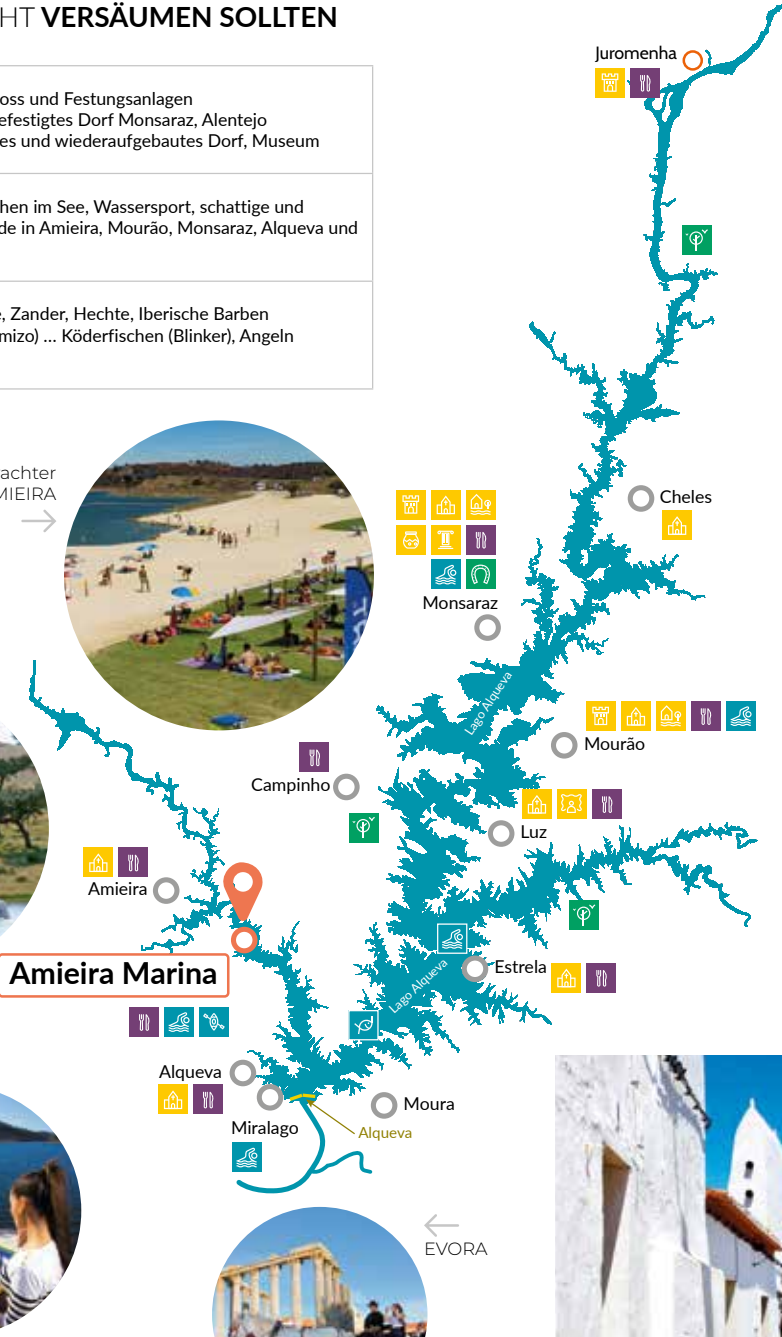 HT VERSÄUMEN SOLLTEN
oss und Festungsanlagen
efestigtes Dorf Monsaraz, Alentejo
es und wiederaufgebautes Dorf, Museum
hen im See, Wassersport, schattige und
de in Amieira, Mourão, Monsaraz, Alqueva und
, Zander, Hechte, Iberische Barben
mizo) ... Köderfischen (Blinker), Angeln
Juromenha
achter
MIEIRA
Cheles
Monsaraz
Lago Alqueva
Mourão
Campinho
Luz
Amieira
Amieira Marina
Estrela
Lago Alqueva
Alqueva
Moura
Miralago
Alqueva
EVORA